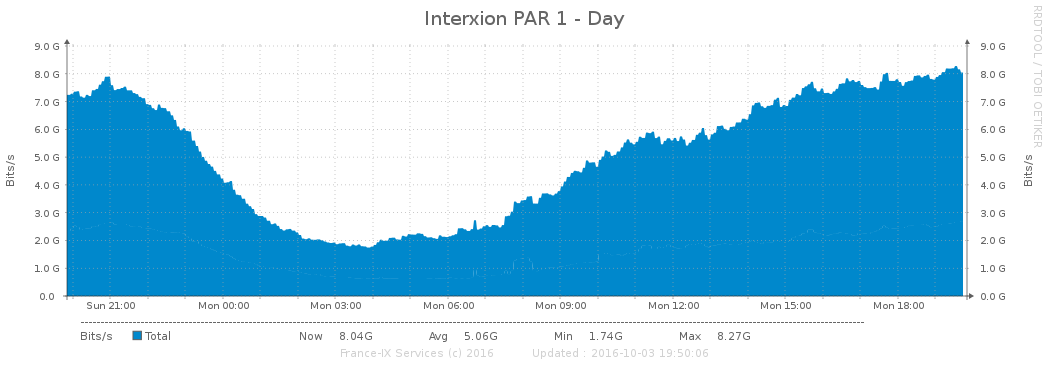 Interxion PAR 1 - Day
RRDTOOL / TOBI OETIKER
9.0 G 9.0 G
8.0 G 8.0 G
7.0 G 7.0 G
6.0 G 6.0 G
5.0 G 5.0 G
4.0 G 4.0 G
3.0 G 3.0 G
2.0 G 2.0 G
1.0 G 1.0 G
0.0 0.0 G
Bits/s
Bits/s
Sun 21:00 Mon 00:00 Mon 03:00 Mon 06:00 Mon 09:00 Mon 12:00 Mon 15:00 Mon 18:00
Bits/s Total Now 8.04G Avg 5.06G Min 1.74G Max 8.27G
France-IX Services (c) 2016 Updated : 2016-10-03 19:50:06